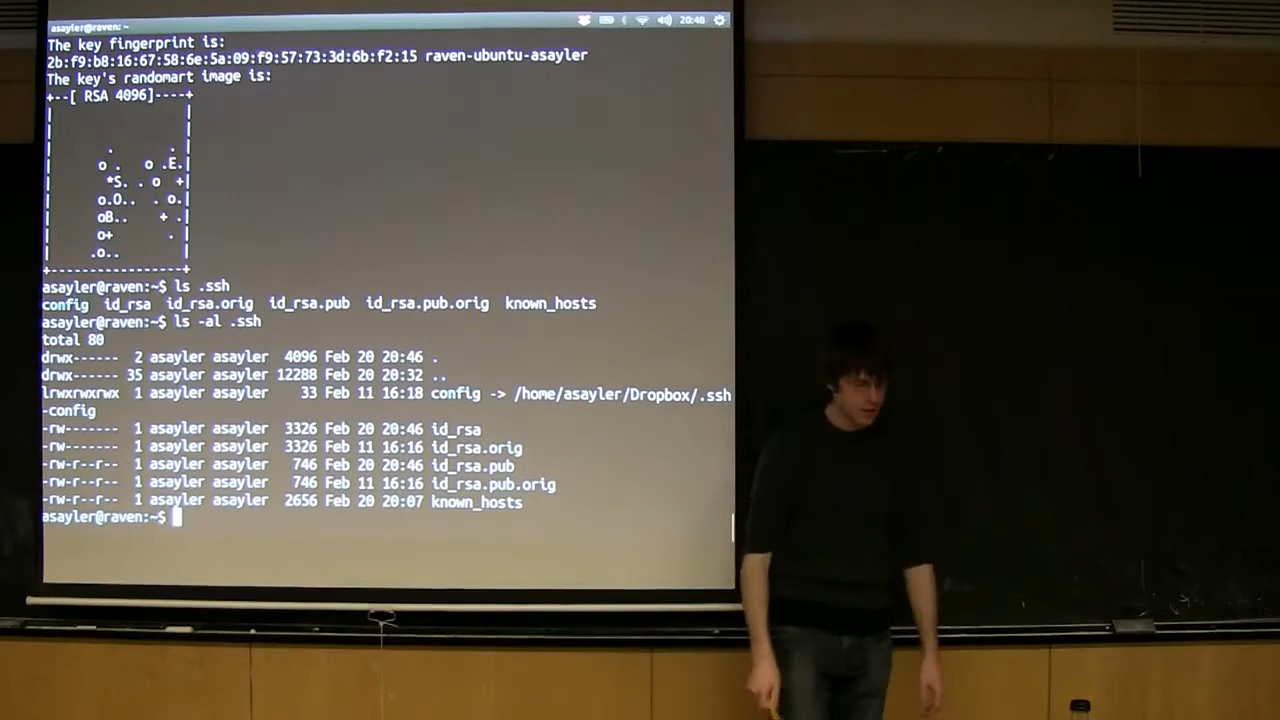 asayler@raven: ~
20:48
The key fingerprint is:
2b:f9:b8:16:67:58:6e:5a:09:f9:57:73:3d:6b:f2:15 raven-ubuntu-asayler
The key's randomart image is:
+--[ RSA 4096]----+
|                 |
|                 |
|       .       . |
|      o .   o .E.|
|       *S. . o  +|
|      o.O..  . o.|
|      oB..    + .|
|      o+       . |
|     .o..        |
+-----------------+
asayler@raven:~$ ls .ssh
config id_rsa id_rsa.orig id_rsa.pub id_rsa.pub.orig known_hosts
asayler@raven:~$ ls -al .ssh
total 80
drwx------ 2 asayler asayler 4096 Feb 20 20:46 .
drwx------ 35 asayler asayler 12288 Feb 20 20:32 ..
lrwxrwxrwx 1 asayler asayler 33 Feb 11 16:18 config -> /home/asayler/Dropbox/.ssh
-config
-rw------- 1 asayler asayler 3326 Feb 20 20:46 id_rsa
-rw------- 1 asayler asayler 3326 Feb 11 16:16 id_rsa.orig
-rw-r--r-- 1 asayler asayler 746 Feb 20 20:46 id_rsa.pub
-rw-r--r-- 1 asayler asayler 746 Feb 11 16:16 id_rsa.pub.orig
-rw-r--r-- 1 asayler asayler 2656 Feb 20 20:07 known_hosts
asayler@raven:~$